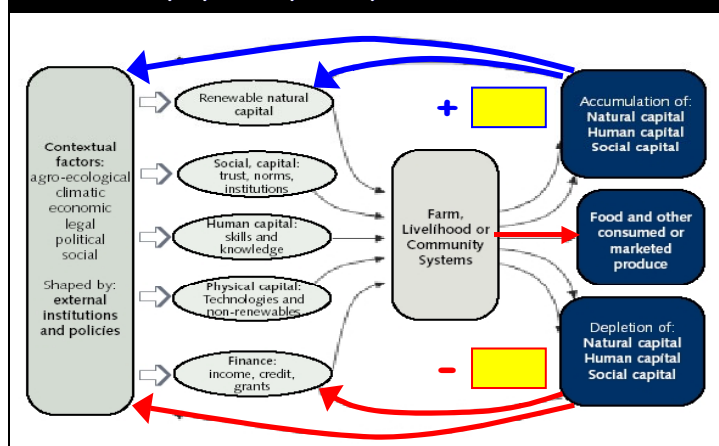 Contextual
factors:
agro-ecological
climatic
economic
legal
political
social
Shaped by:
external
institutions
and policies
Renewable natural
capital
Social, capital:
trust, norms,
institutions
Human capital:
skills and
knowledge
Physical capital:
Technologies and
non-renewables
Finance:
income, credit,
grants
Farm,
Livelihood or
Community
Systems
+
-
Accumulation of:
Natural capital
Human capital
Social capital
Food and other
consumed or
marketed
produce
Depletion of:
Natural capital
Human capital
Social capital